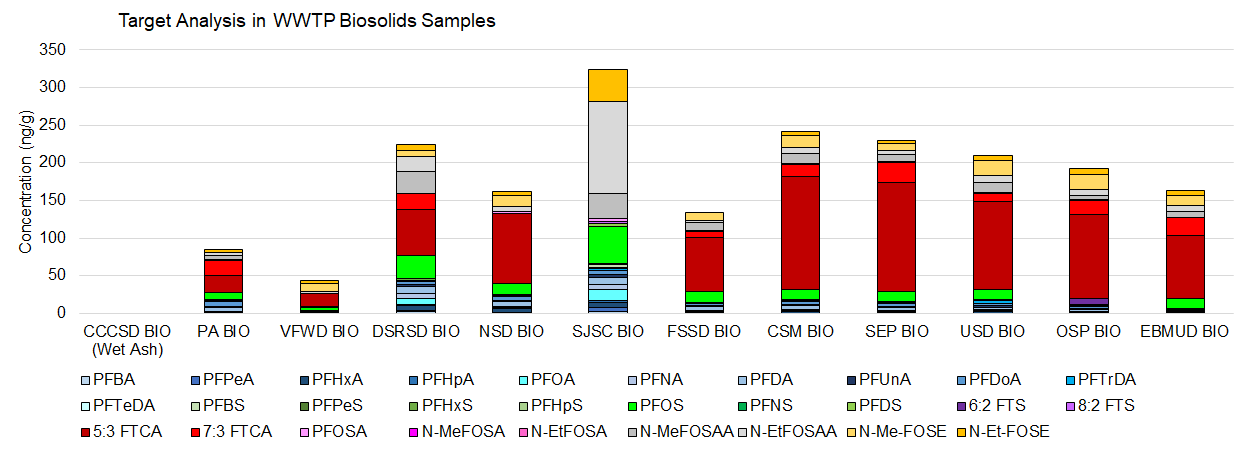 Target Analysis in WWTP Biosolids Samples
Concentration (ng/g)
350
300
250
200
150
100
50
0
CCCSD BIO PA BIO VFWD BIO DSRSD BIO NSD BIO SJSC BIO FSSD BIO CSM BIO SEP BIO USD BIO OSP BIO EBMUD BIO
(Wet Ash)
PFBA PFPeA PFHxA PFHpA PFOA PFNA PFDA PFUnA PFDoA PFTrDA
PFTeDA PFBS PFPeS PFHxS PFHpS PFOS PFNS PFDS 6:2 FTS 8:2 FTS
5:3 FTCA 7:3 FTCA PFOSA N-MeFOSA N-EtFOSA N-MeFOSAA N-EtFOSAA N-Me-FOSE N-Et-FOSE